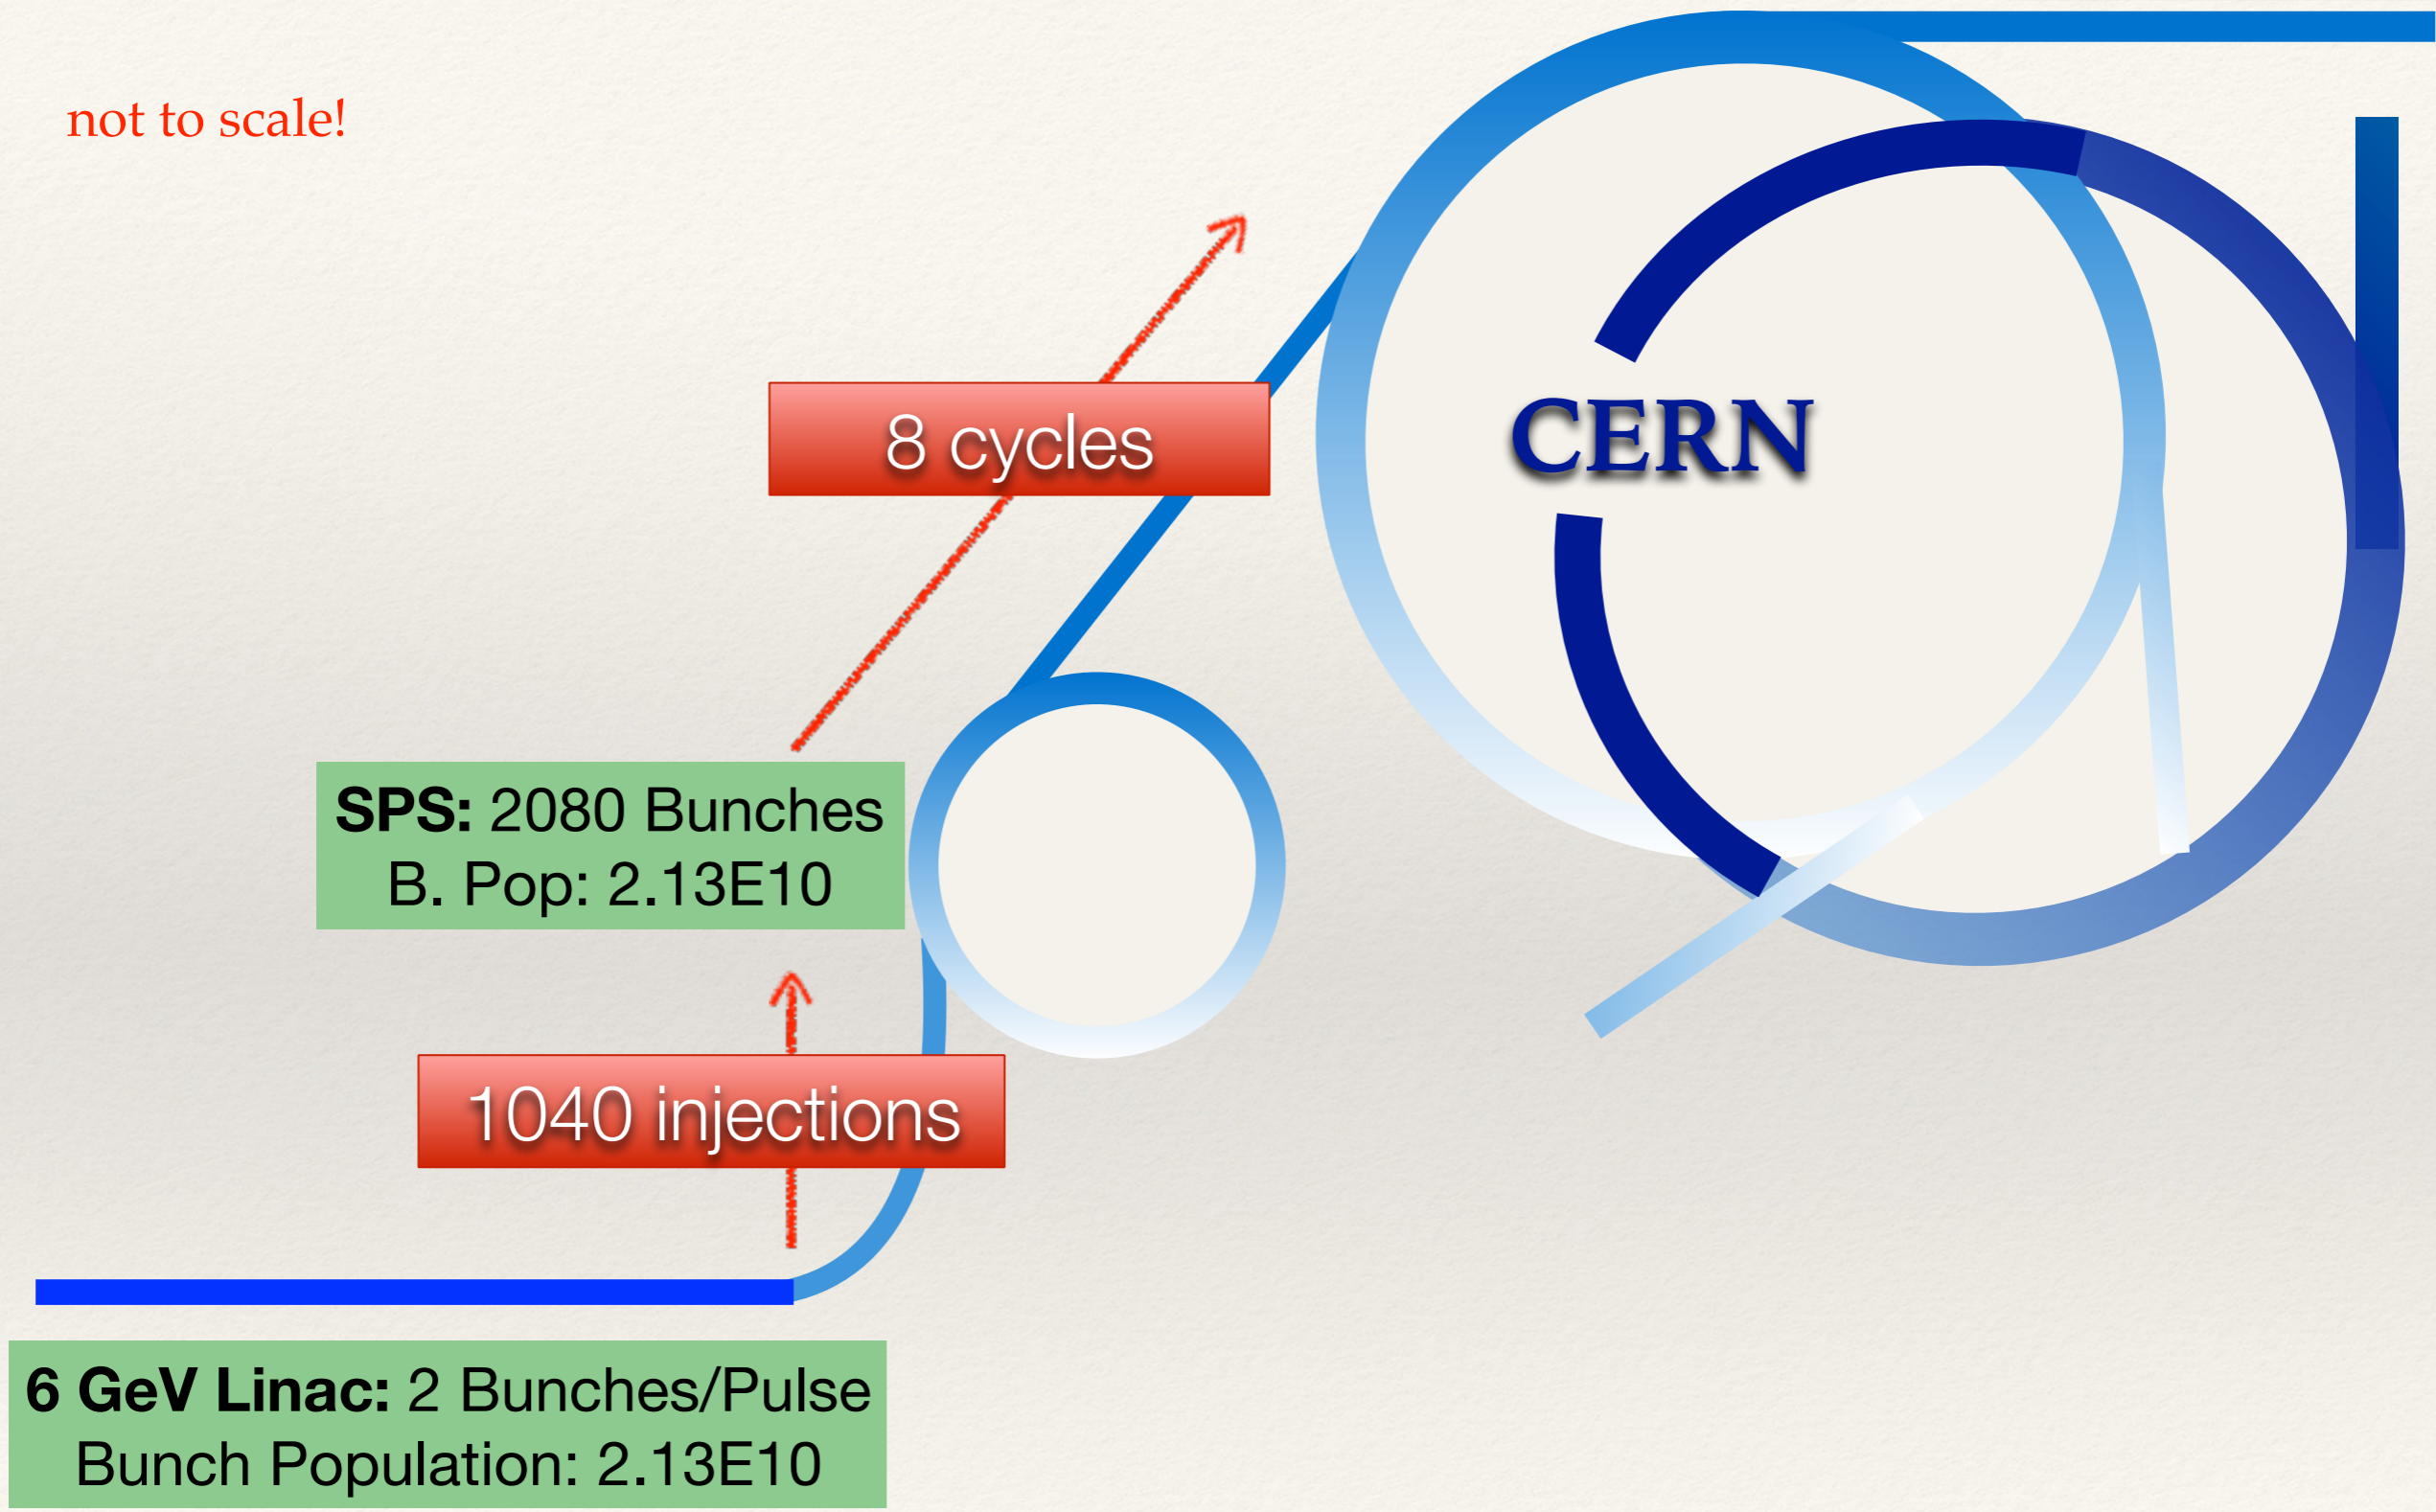 not to scale!
8 cycles
CERN
SPS: 2080 Bunches
B. Pop: 2.13E10
1040 injections
6 GeV Linac: 2 Bunches/Pulse
Bunch Population: 2.13E10